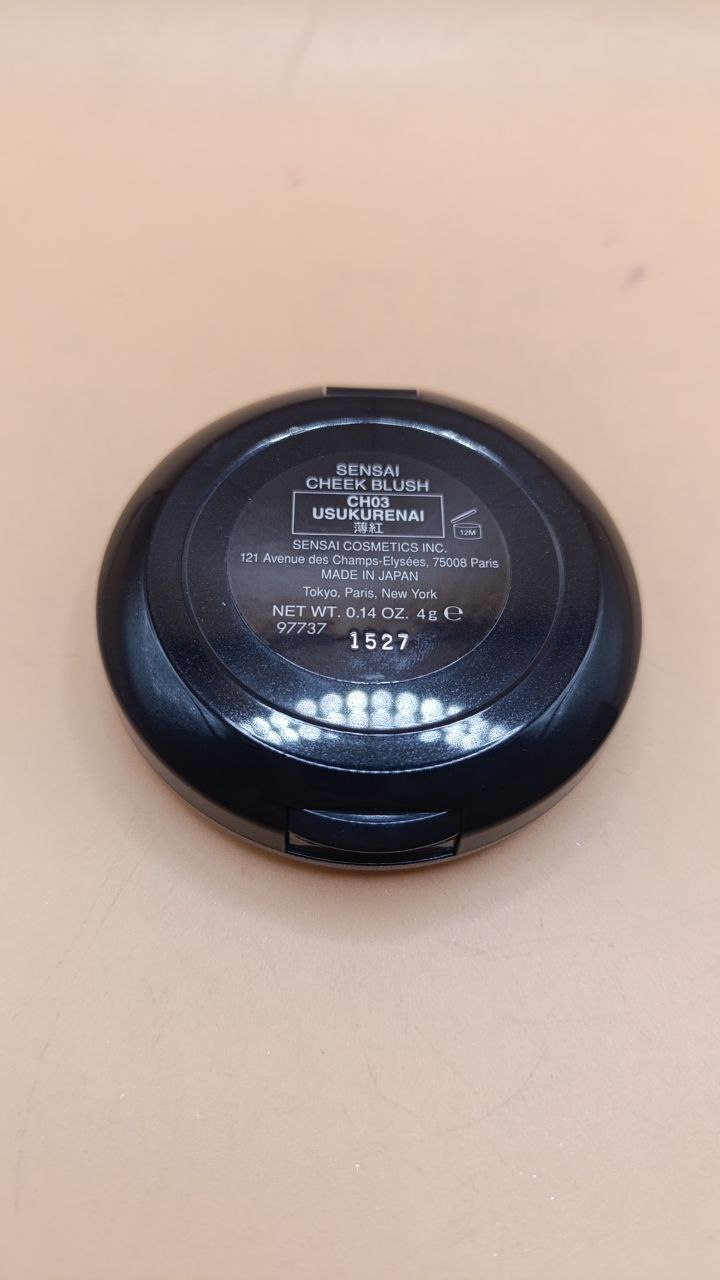 SENSAI
CHEEK BLUSH
CH03
USUKURENAI
薄紅
12M
SENSAI COSMETICS INC.
121 Avenue des Champs-Elysées, 75008 Paris
MADE IN JAPAN
Tokyo, Paris, New York
NET WT. 0.14 OZ. 4g ℮
97737
1527